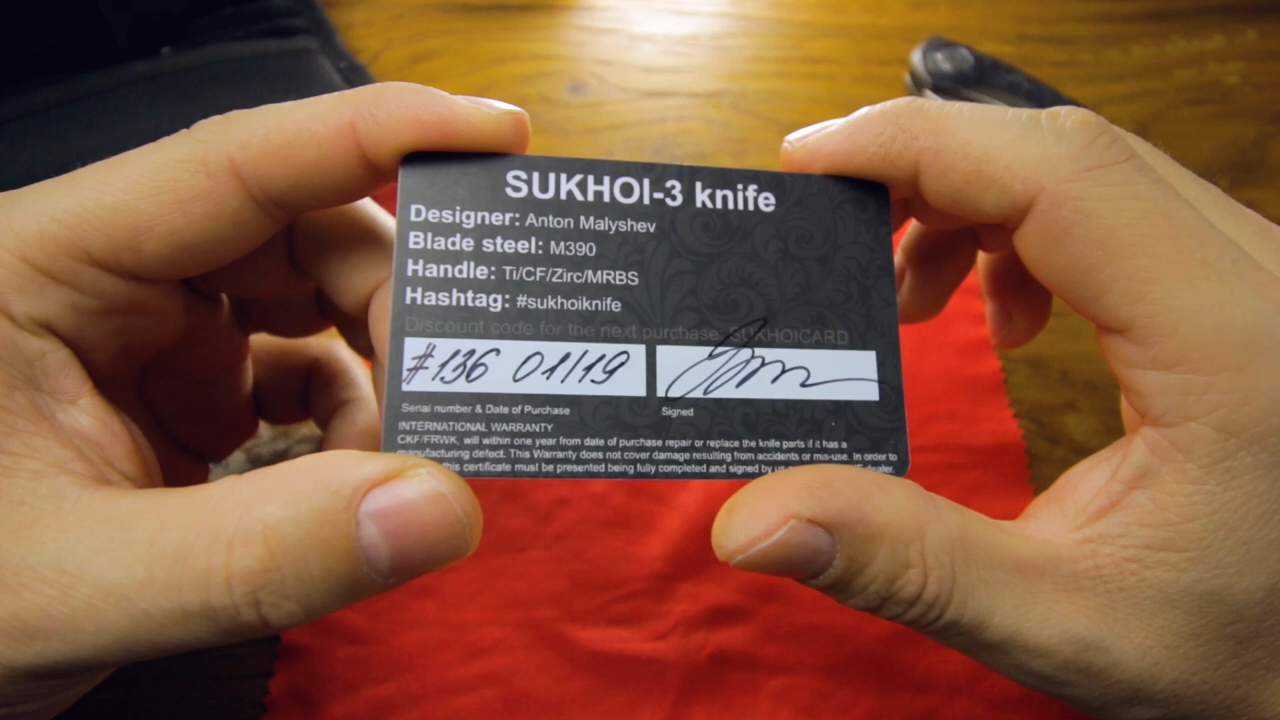 SUKHOI-3 knife
Designer: Anton Malyshev
Blade steel: M390
Handle: Ti/CF/Zirc/MRBS
Hashtag: #sukhoiknife
Discount code for the next purchase: SUKHOICARD
#136 01/19
Serial number & Date of Purchase
Signed
INTERNATIONAL WARRANTY
CKF/FRWK, will within one year from date of purchase repair or replace the knife parts if it has a
manufacturing defect. This Warranty does not cover damage resulting from accidents or mis-use. In order to
this certificate must be presented being fully completed and signed by us dealer.